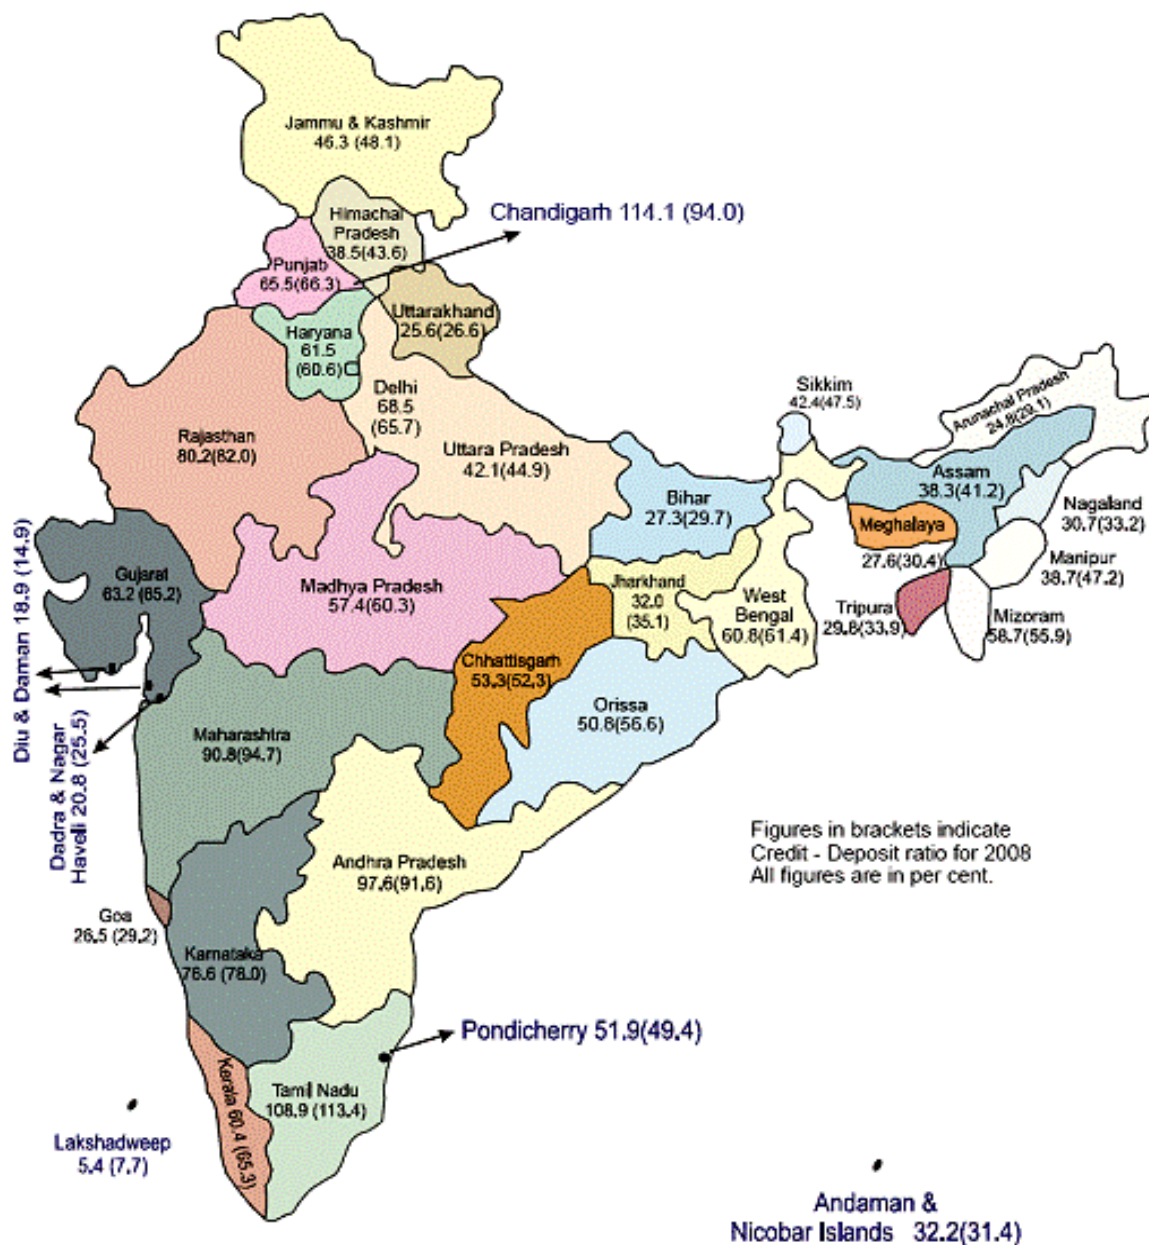 Jammu & Kashmir
46.3 (48.1)
Himachal
Pradesh
38.5(43.6)
Chandigarh 114.1 (94.0)
Punjab
65.5(66.3)
Uttarakhand
25.6(26.6)
Haryana
61.5
(60.6)
Delhi
68.5
(65.7)
Rajasthan
80.2(82.0)
Uttara Pradesh
42.1(44.9)
Sikkim
42.4(47.5)
Arunachal Pradesh
24.8(29.1)
Assam
38.3(41.2)
Nagaland
30.7(33.2)
Bihar
27.3(29.7)
Meghalaya
27.6(30.4)
Manipur
38.7(47.2)
Tripura
29.8(33.9)
Mizoram
58.7(55.9)
Gujarat
63.2 (65.2)
Madhya Pradesh
57.4(60.3)
Jharkhand
32.0
(35.1)
West
Bengal
60.8(61.4)
Diu & Daman 18.9 (14.9)
Dadra & Nagar
Haveli 20.8 (25.5)
Chhattisgarh
53.3(52.3)
Orissa
50.8(56.6)
Maharashtra
90.8(94.7)
Figures in brackets indicate
Credit - Deposit ratio for 2008
All figures are in per cent.
Andhra Pradesh
97.6(91.6)
Goa
26.5 (29.2)
Karnataka
76.6 (78.0)
Pondicherry 51.9(49.4)
Kerala 60.4 (65.3)
Tamil Nadu
108.9 (113.4)
Lakshadweep
5.4 (7.7)
Andaman &
Nicobar Islands 32.2(31.4)